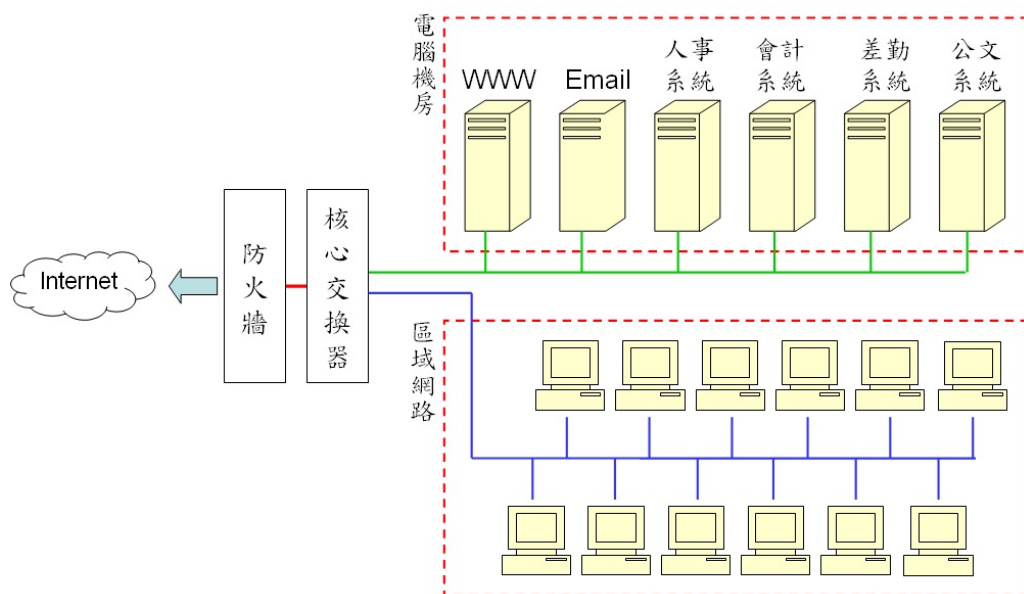 電腦機房
WWW
Email
人事
系統
會計
系統
差勤
系統
公文
系統
Internet
防火牆
核心交換器
區域網路